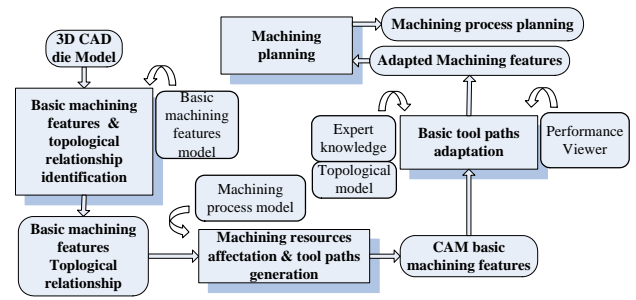 3D CAD
die Model
Basic machining
features &
topological
relationship
identification
Basic
machining
features
model
Basic machining
features
Toplogical
relationship
Machining
process model
Machining resources
affectation & tool paths
generation
CAM basic
machining features
Basic tool paths
adaptation
Expert
knowledge
Topological
model
Performance
Viewer
Adapted Machining features
Machining
planning
Machining process planning